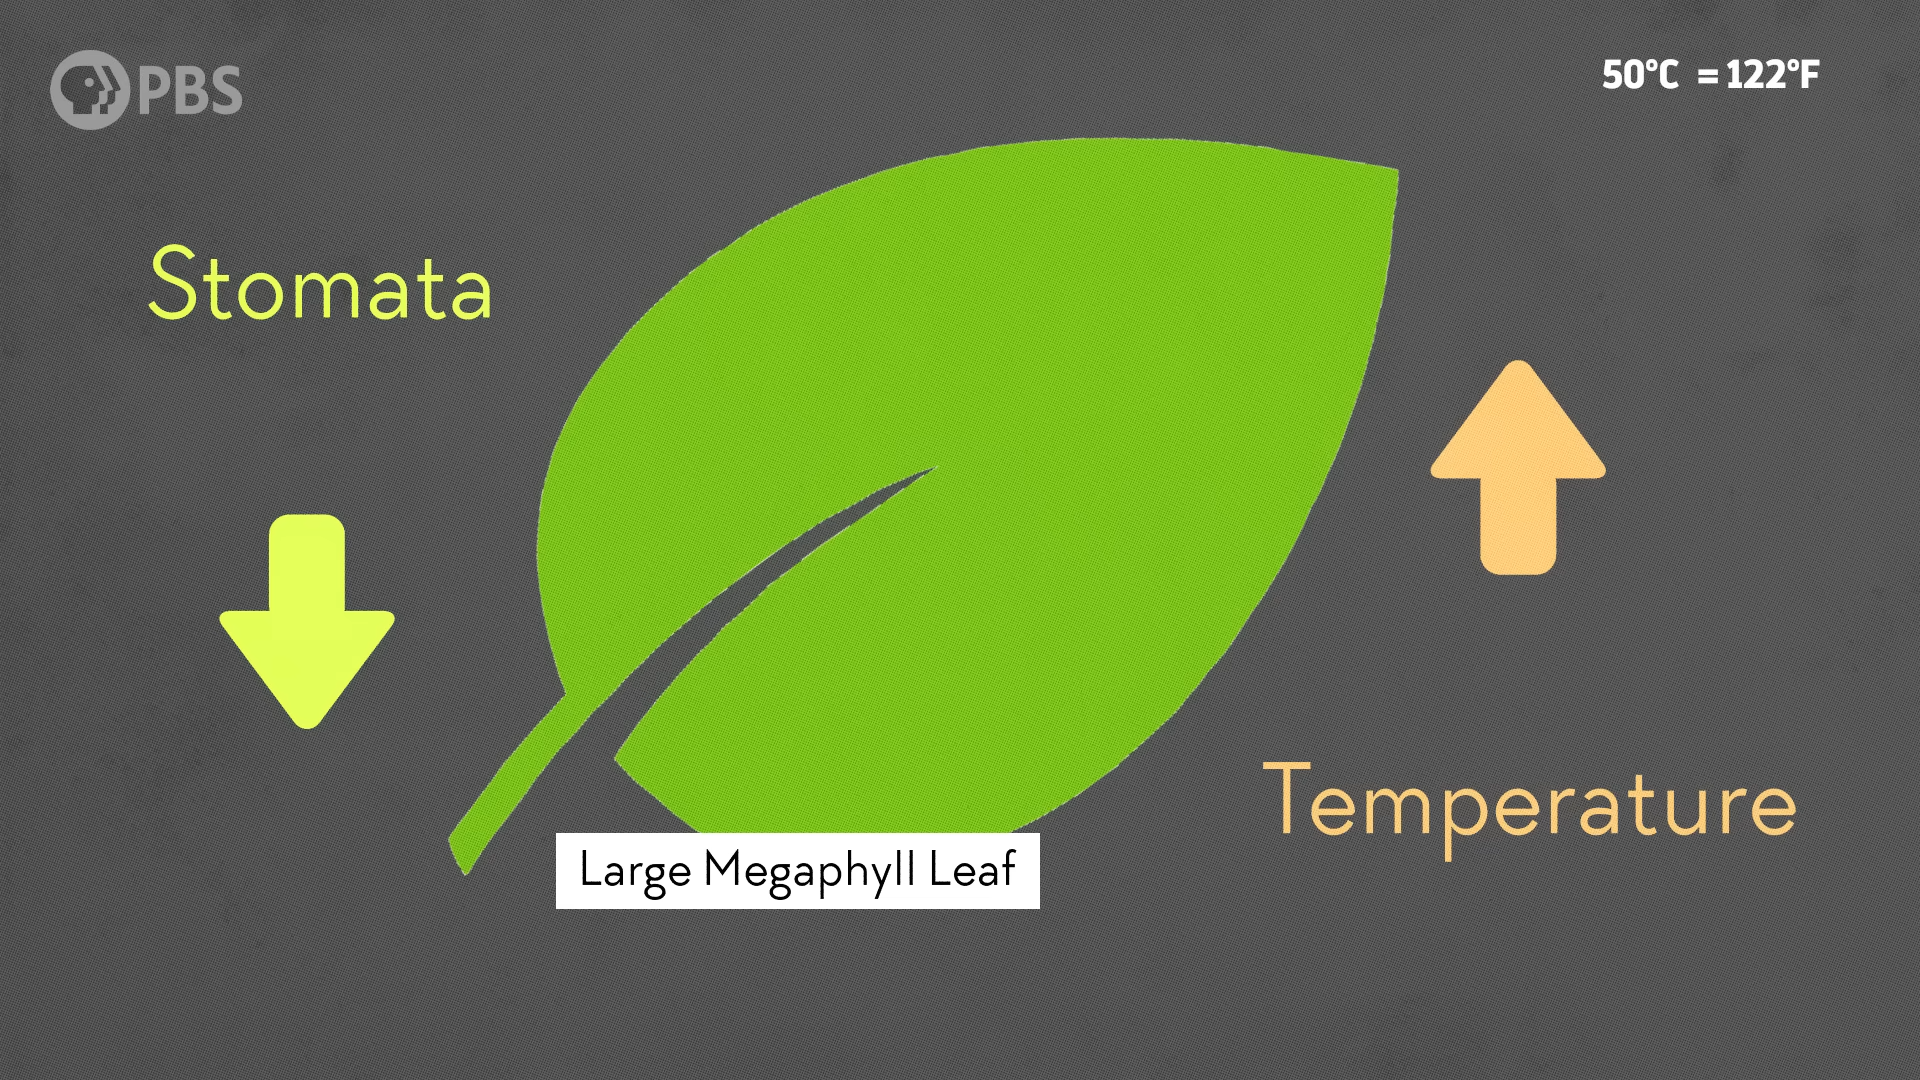 PBS
50°C = 122°F
Stomata
Temperature
Large Megaphyll Leaf